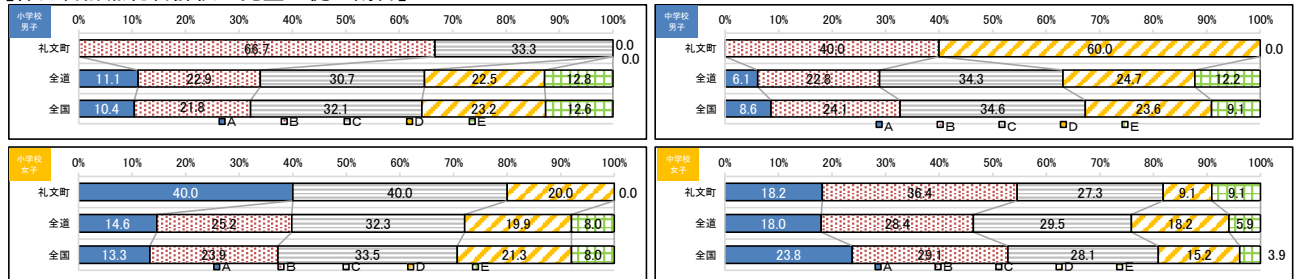 小学校
男子
0% 10% 20% 30% 40% 50% 60% 70% 80% 90% 100%
礼文町 66.7 33.3 0.0
0.0
全道 11.1 22.9 30.7 22.5 12.8
全国 10.4 21.8 32.1 23.2 12.6
A B C D E
中学校
男子
0% 10% 20% 30% 40% 50% 60% 70% 80% 90% 100%
礼文町 40.0 60.0 0.0
全道 6.1 22.8 34.3 24.7 12.2
全国 8.6 24.1 34.6 23.6 9.1
A B C D E
小学校
女子
0% 10% 20% 30% 40% 50% 60% 70% 80% 90% 100%
礼文町 40.0 40.0 20.0 0.0
全道 14.6 25.2 32.3 19.9 8.0
全国 13.3 23.9 33.5 21.3 8.0
A B C D E
中学校
女子
0% 10% 20% 30% 40% 50% 60% 70% 80% 90% 100%
礼文町 18.2 36.4 27.3 9.1 9.1
全道 18.0 28.4 29.5 18.2 5.9
全国 23.8 29.1 28.1 15.2 3.9
A B C D E